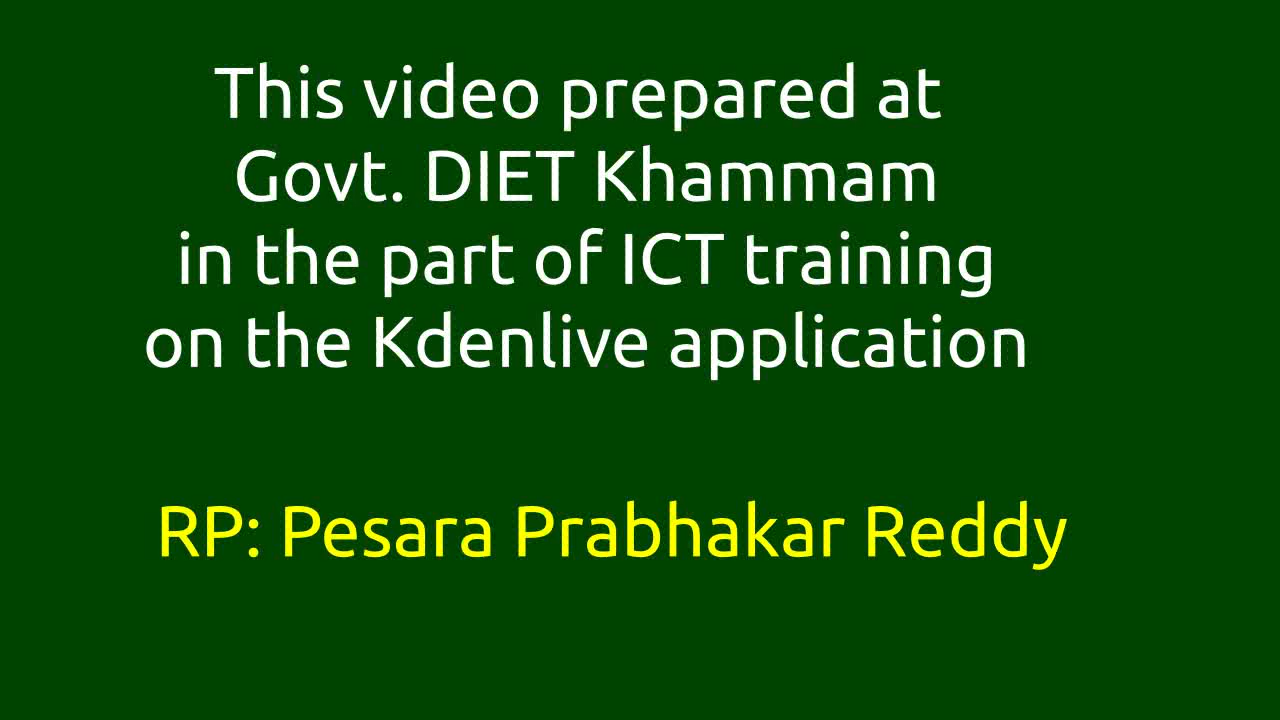 This video prepared at
Govt. DIET Khammam
in the part of ICT training
on the Kdenlive application
RP: Pesara Prabhakar Reddy